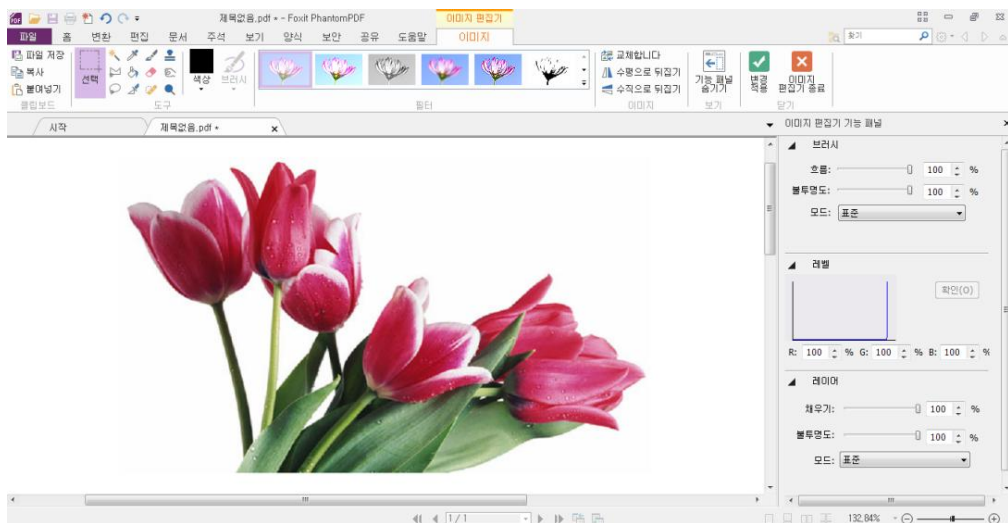 PDF
제목없음.pdf * - Foxit PhantomPDF
이미지 편집기
파일 홈 변환 편집 문서 주석 보기 양식 보안 공유 도움말 이미지
찾기
파일 저장
복사
붙여넣기
클립보드
선택
색상
브러시
도구
필터
교체합니다
수평으로 뒤집기
수직으로 뒤집기
이미지
기능 패널
숨기기
보기
변경
적용
이미지
편집기 종료
닫기
시작
제목없음.pdf * x
이미지 편집기 기능 패널
브러시
흐름: 100 %
불투명도: 100 %
모드: 표준
레벨
확인(O)
R: 100 % G: 100 % B: 100 %
레이어
채우기: 100 %
불투명도: 100 %
모드: 표준
1 / 1
132.84%